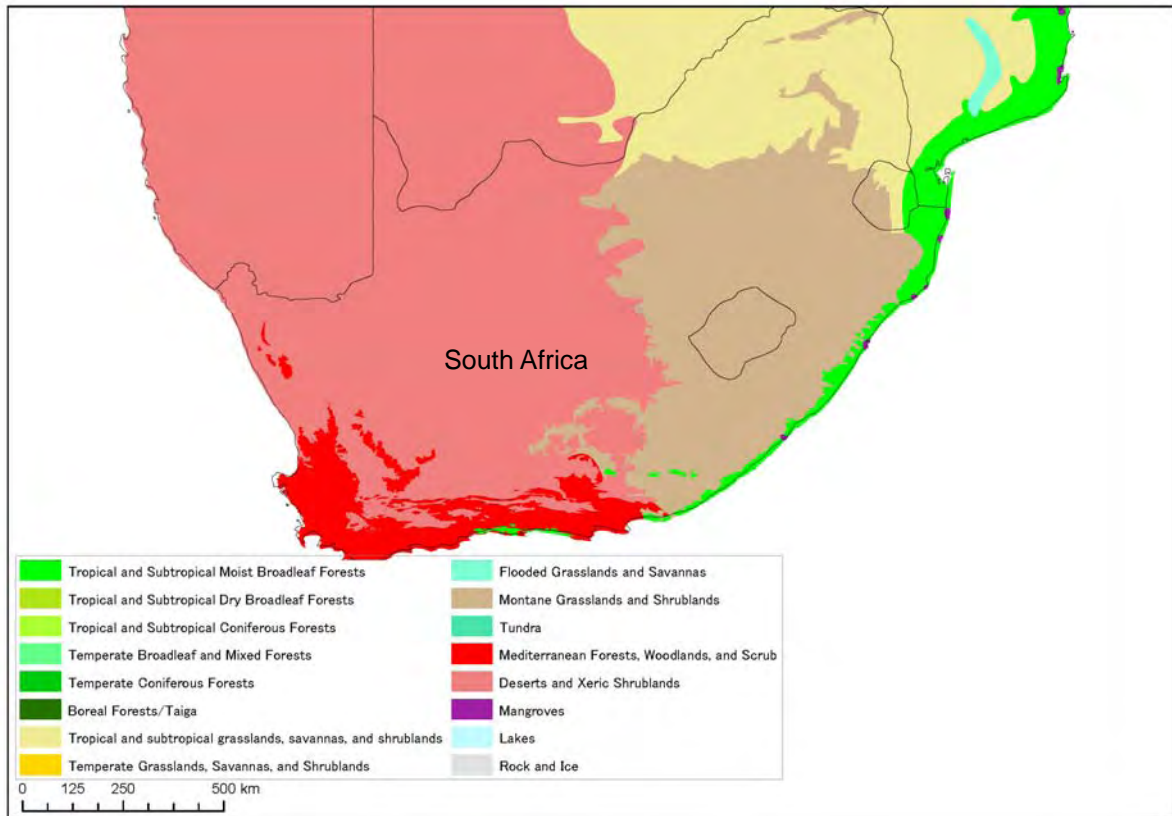 South Africa
Tropical and Subtropical Moist Broadleaf Forests
Tropical and Subtropical Dry Broadleaf Forests
Tropical and Subtropical Coniferous Forests
Temperate Broadleaf and Mixed Forests
Temperate Coniferous Forests
Boreal Forests/Taiga
Tropical and subtropical grasslands, savannas, and shrublands
Temperate Grasslands, Savannas, and Shrublands
Flooded Grasslands and Savannas
Montane Grasslands and Shrublands
Tundra
Mediterranean Forests, Woodlands, and Scrub
Deserts and Xeric Shrublands
Mangroves
Lakes
Rock and Ice
0 125 250 500 km